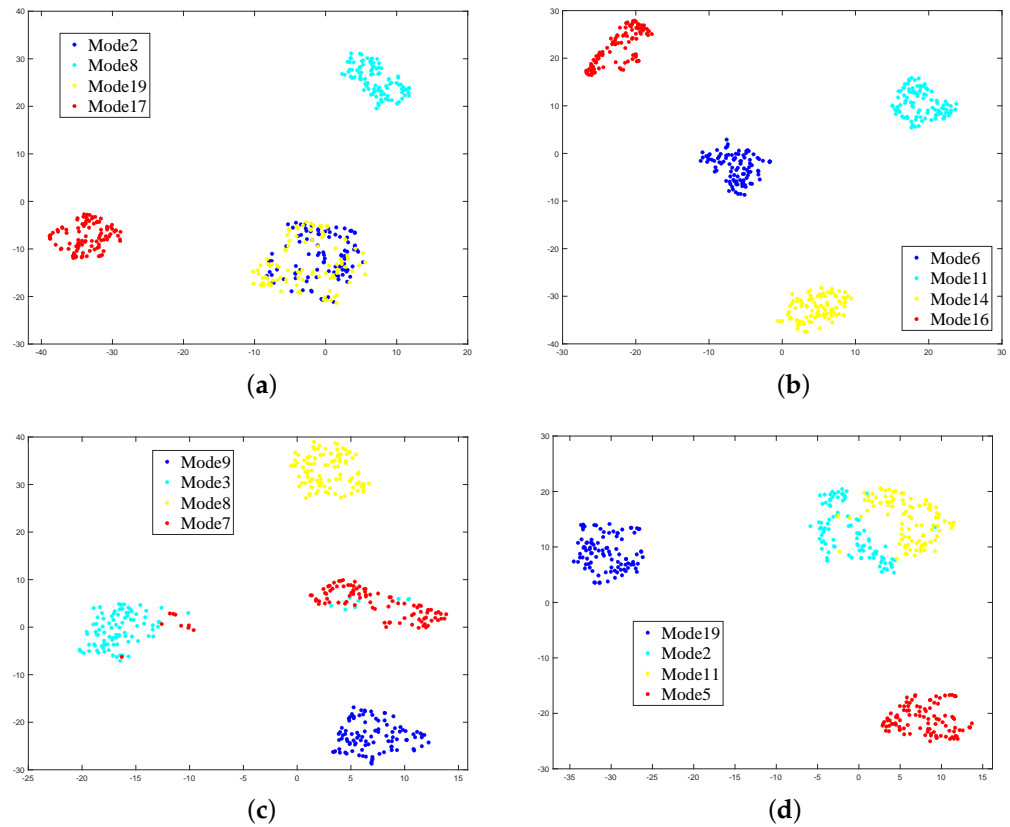 40
30
20
10
0
-10
-20
-30
-40 -30 -20 -10 0 10 20
Mode2
Mode8
Mode19
Mode17
(a)
30
20
10
0
-10
-20
-30
-40
-30 -20 -10 0 10 20 30
Mode6
Mode11
Mode14
Mode16
(b)
40
30
20
10
0
-10
-20
-30
-25 -20 -15 -10 -5 0 5 10 15
Mode9
Mode3
Mode8
Mode7
(c)
30
20
10
0
-10
-20
-30
-35 -30 -25 -20 -15 -10 -5 0 5 10 15
Mode19
Mode2
Mode11
Mode5
(d)